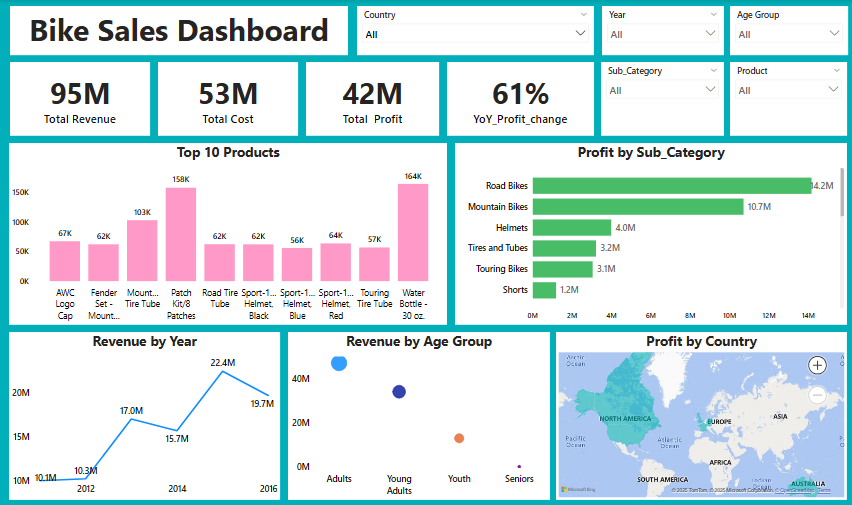 Bike Sales Dashboard
Country
All
Year
All
Age Group
All
95M
Total Revenue
53M
Total Cost
42M
Total Profit
61%
YoY_Profit_change
Sub_Category
All
Product
All
Top 10 Products
150K
100K
50K
0K
67K
62K
103K
158K
62K
62K
56K
64K
57K
164K
AWC Logo Cap
Fender Set - Mount...
Mount... Tire Tube
Patch Kit/8 Patches
Road Tire Tube
Sport-1... Helmet, Black
Sport-1... Helmet, Blue
Sport-1... Helmet, Red
Touring Tire Tube
Water Bottle - 30 oz.
Profit by Sub_Category
Road Bikes 14.2M
Mountain Bikes 10.7M
Helmets 4.0M
Tires and Tubes 3.2M
Touring Bikes 3.1M
Shorts 1.2M
0M 2M 4M 6M 8M 10M 12M 14M
Revenue by Year
20M
15M
10M
10.1M
10.3M
17.0M
15.7M
22.4M
19.7M
2012 2014 2016
Revenue by Age Group
40M
20M
0M
Adults
Young Adults
Youth
Seniors
Profit by Country
Arctic Ocean
Arctic Ocean
NORTH AMERICA
EUROPE
ASIA
Pacific Ocean
Atlantic Ocean
Pacific Ocean
AFRICA
SOUTH AMERICA
Indian Ocean
AUSTRALIA
Microsoft Bing
© 2025 TomTom, © 2025 Microsoft Corporation, © OpenStreetMap Terms